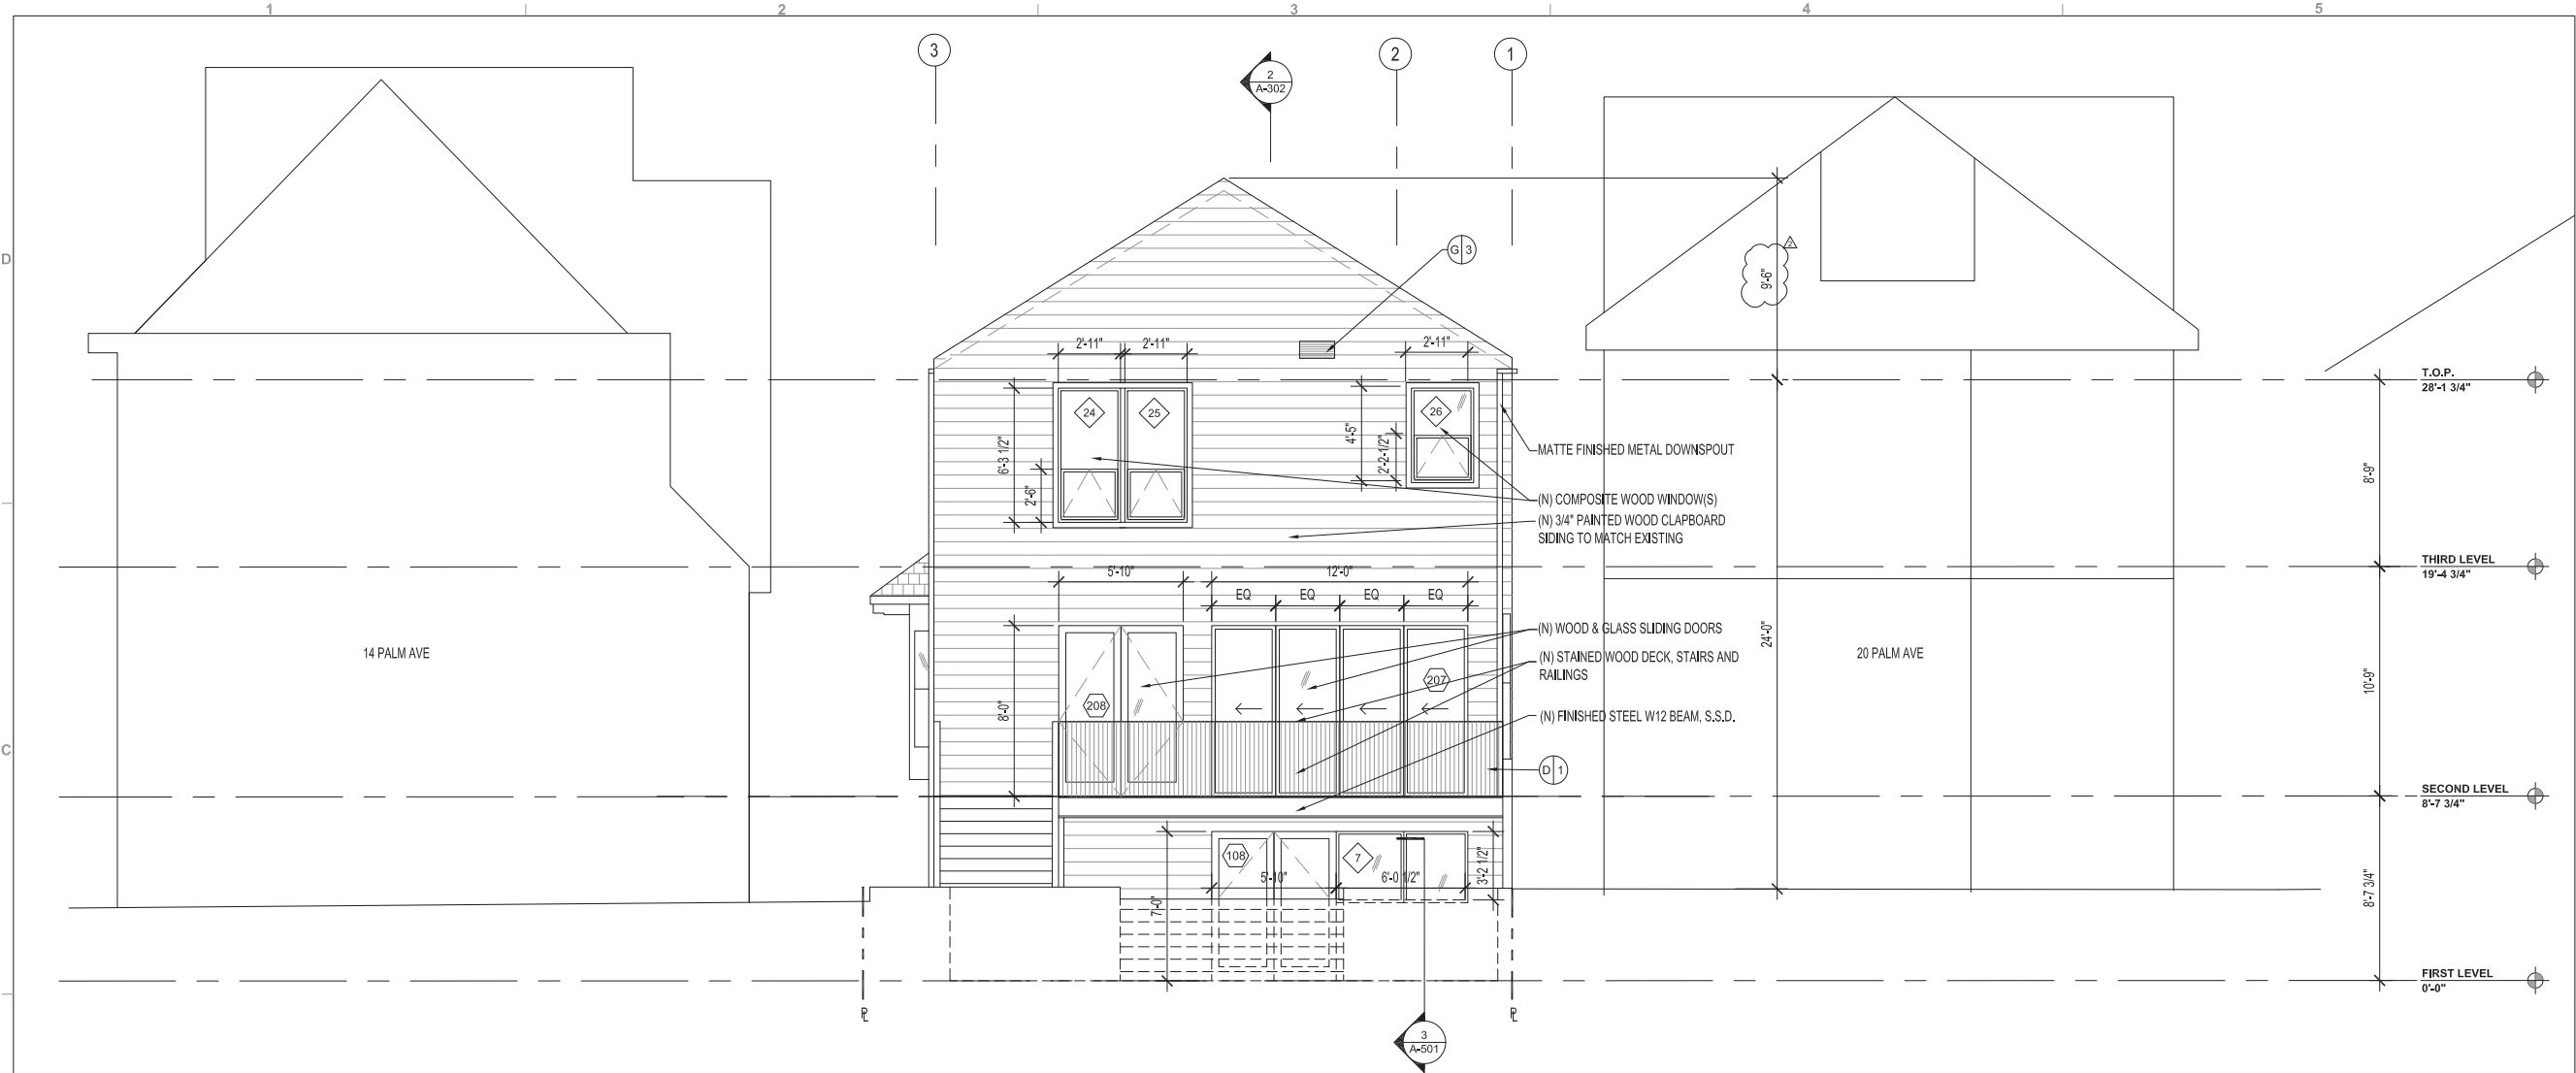 1 2 3 4 5
3
2
1
2
A-302
D
G 3
2
9'-6"
2'-11" 2'-11" 2'-11"
T.O.P.
28'-1 3/4"
24 25 26
6'-3 1/2"
2'-6"
4'-5"
2'-2-1/2"
MATTE FINISHED METAL DOWNSPOUT
8'-9"
(N) COMPOSITE WOOD WINDOW(S)
(N) 3/4" PAINTED WOOD CLAPBOARD
SIDING TO MATCH EXISTING
THIRD LEVEL
19'-4 3/4"
5'-10" 12'-0"
EQ EQ EQ EQ
(N) WOOD & GLASS SLIDING DOORS
14 PALM AVE
24'-0"
20 PALM AVE
(N) STAINED WOOD DECK, STAIRS AND
RAILINGS
10'-9"
208 207
8'-0"
(N) FINISHED STEEL W12 BEAM, S.S.D.
C
D 1
SECOND LEVEL
8'-7 3/4"
108 7
3'-2 1/2"
5'-10" 6'-0 1/2"
8'-7 3/4"
7'-0"
FIRST LEVEL
0'-0"
PL PL
3
A-501